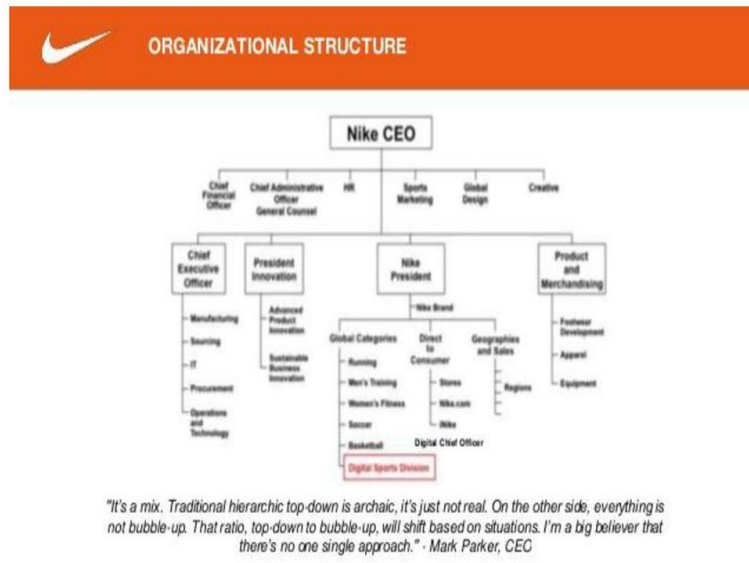 ORGANIZATIONAL STRUCTURE
Nike CEO
Chief
Financial
Officer
Chief Administrative
Officer
General Counsel
HR
Sports
Marketing
Global
Design
Creative
Chief
Executive
Officer
Manufacturing
Sourcing
IT
Procurement
Operations
and
Technology
President
Innovation
Advanced
Product
Innovation
Sustainable
Business
Innovation
Nike
President
Nike Brand
Global Categories
Running
Men's Training
Women's Fitness
Soccer
Basketball
Digital Sports Division
Direct
to
Consumer
Stores
Nike.com
iNike
Digital Chief Officer
Geographies
and Sales
Regions
Product
and
Merchandising
Footwear
Development
Apparel
Equipment
"It's a mix. Traditional hierarchic top-down is archaic, it's just not real. On the other side, everything is
not bubble-up. That ratio, top-down to bubble-up, will shift based on situations. I'm a big believer that
there's no one single approach." - Mark Parker, CEO